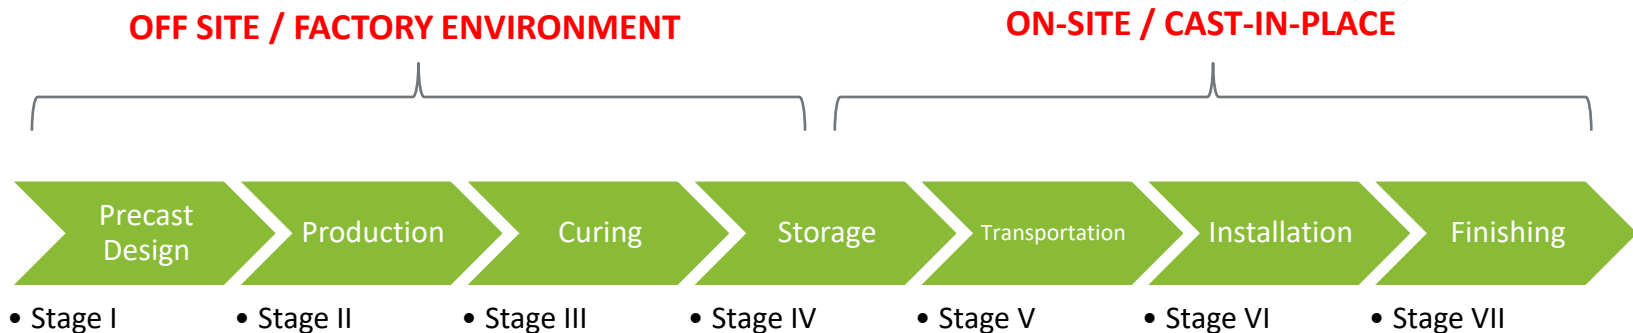 OFF SITE / FACTORY ENVIRONMENT
ON-SITE / CAST-IN-PLACE
Precast
Design
Production
Curing
Storage
Transportation
Installation
Finishing
• Stage I
• Stage II
• Stage III
• Stage IV
• Stage V
• Stage VI
• Stage VII